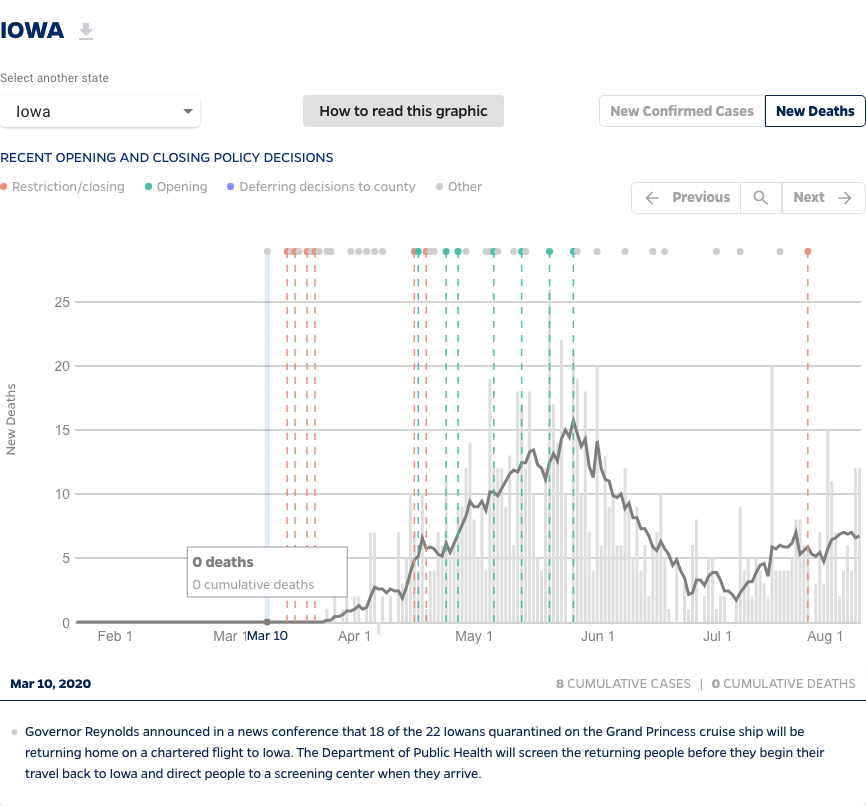 IOWA
Select another state
Iowa
How to read this graphic
New Confirmed Cases
New Deaths
RECENT OPENING AND CLOSING POLICY DECISIONS
Restriction/closing
Opening
Deferring decisions to county
Other
Previous
Next
25
20
15
10
5
0
New Deaths
0 deaths
0 cumulative deaths
Feb 1
Mar 1
Mar 10
Apr 1
May 1
Jun 1
Jul 1
Aug 1
Mar 10, 2020
8 CUMULATIVE CASES | 0 CUMULATIVE DEATHS
Governor Reynolds announced in a news conference that 18 of the 22 Iowans quarantined on the Grand Princess cruise ship will be
returning home on a chartered flight to Iowa. The Department of Public Health will screen the returning people before they begin their
travel back to Iowa and direct people to a screening center when they arrive.